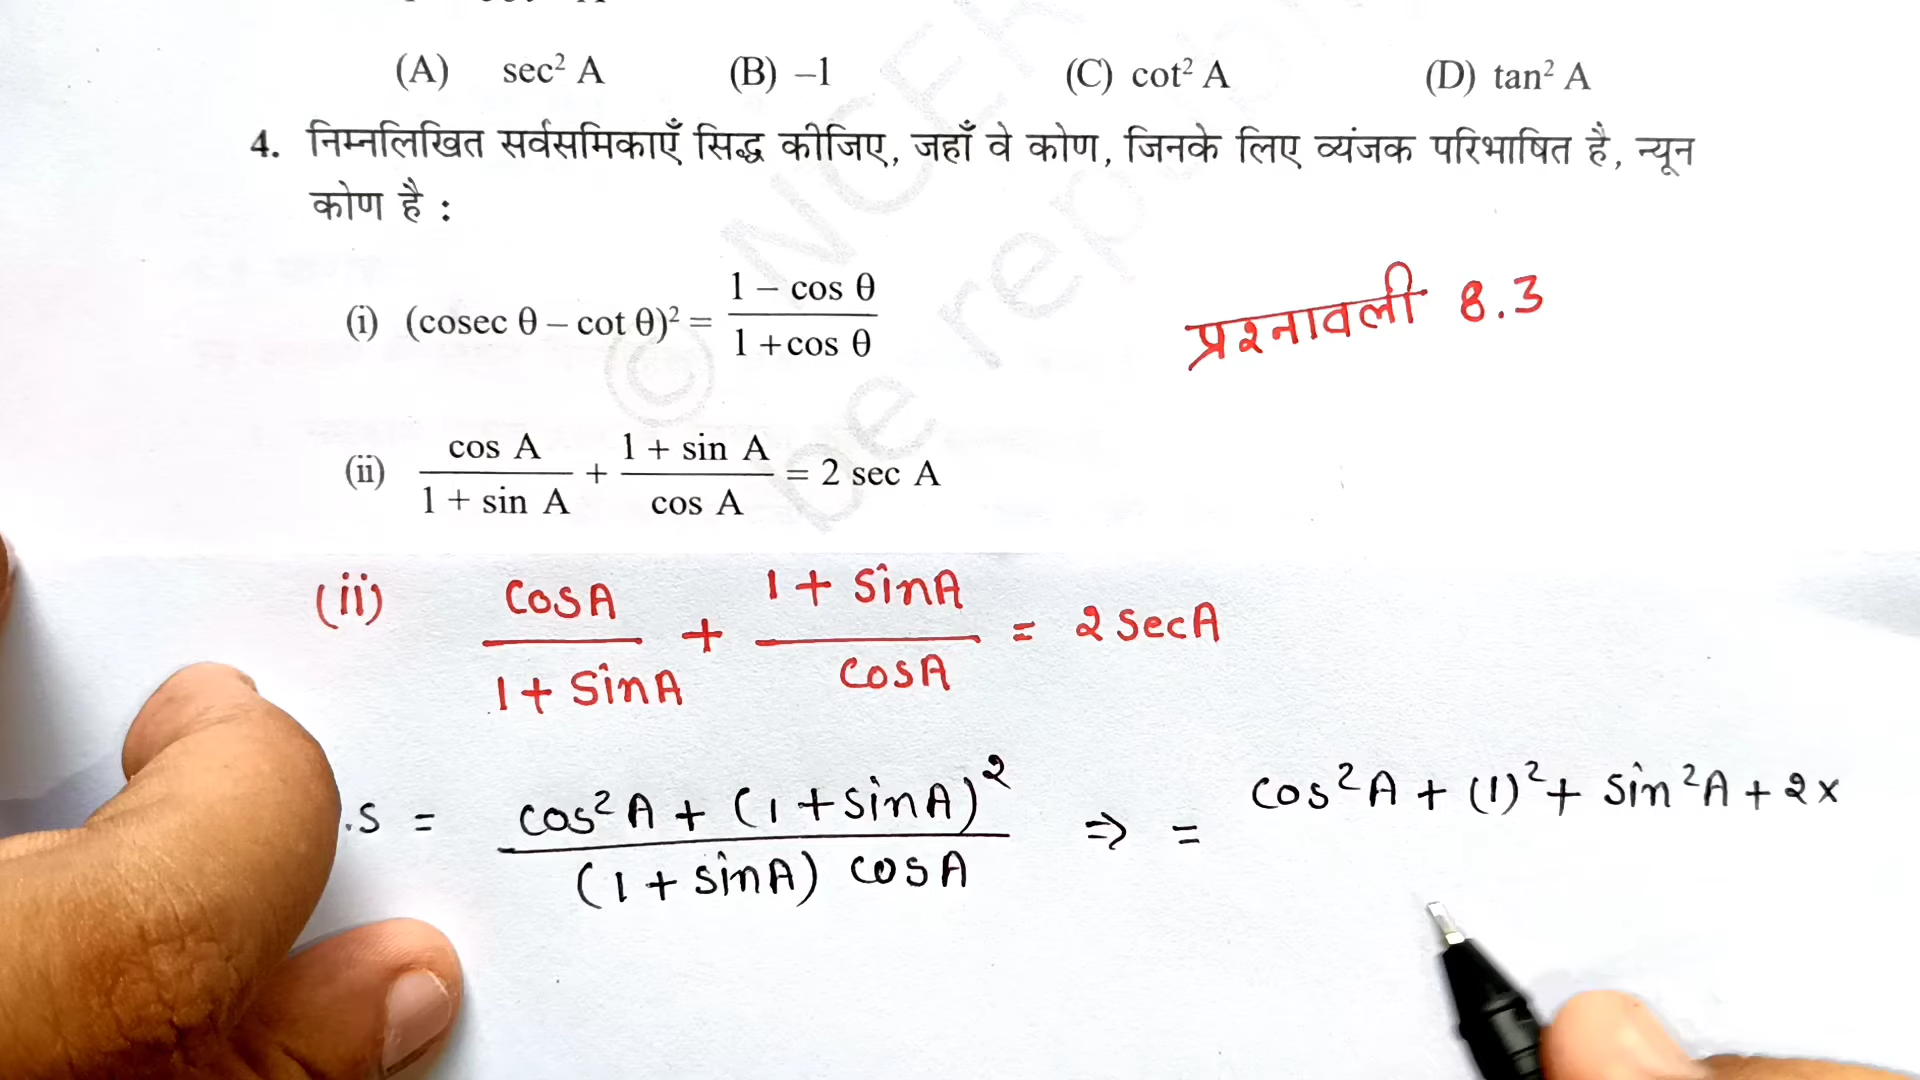 (A) sec² A (B) –1 (C) cot² A (D) tan² A
4. निम्नलिखित सर्वसमिकाएँ सिद्ध कीजिए, जहाँ वे कोण, जिनके लिए व्यंजक परिभाषित है, न्यून
कोण है :
(i) (cosec θ – cot θ)² = (1 – cos θ)/(1 + cos θ)
प्रश्नावली 8.3
(ii) cos A/(1 + sin A) + (1 + sin A)/cos A = 2 sec A
(ii) cosA/(1 + sinA) + (1 + sinA)/cosA = 2 secA
.S = (cos²A + (1 + sinA)²)/((1 + sinA) cosA) ⇒ = cos²A + (1)² + sin²A + 2×